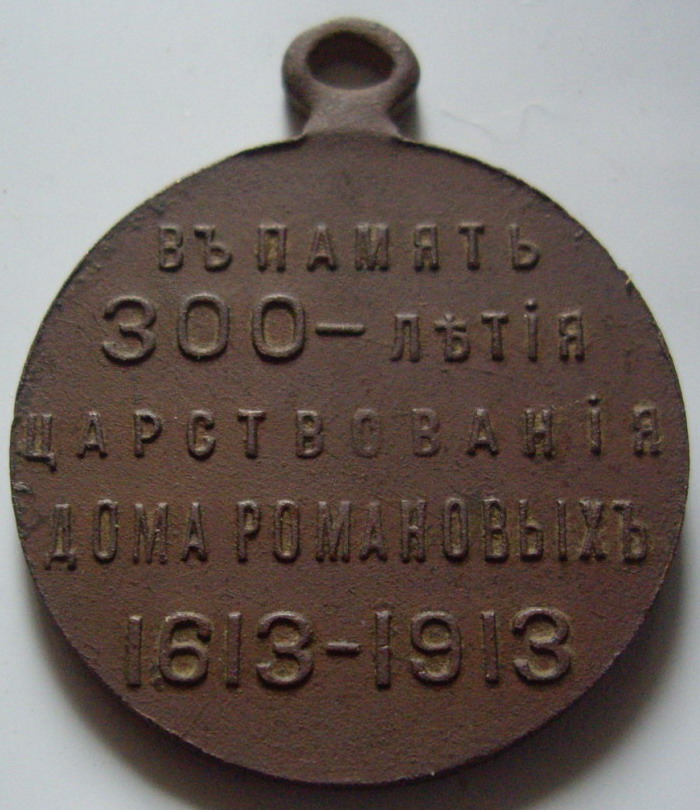 ВЪ ПАМЯТЬ
300-ЛѢТІЯ
ЦАРСТВОВАНІЯ
ДОМА РОМАНОВЫХЪ
1613-1913